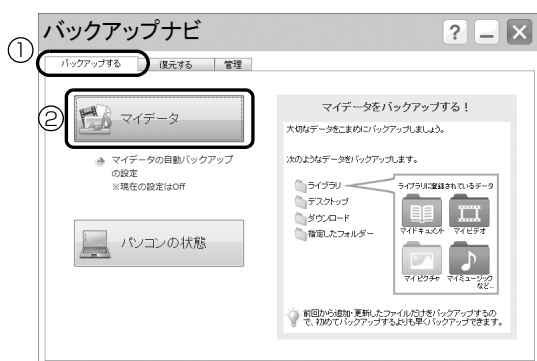 バックアップナビ
?
①
バックアップする
復元する
管理
②
マイデータ
マイデータの自動バックアップ
の設定
※現在の設定はOff
パソコンの状態
マイデータをバックアップする!
大切なデータをこまめにバックアップしましょう。
次のようなデータをバックアップします。
ライブラリ
デスクトップ
ダウンロード
指定したフォルダー
ライブラリに登録されているデータ
マイドキュメント
マイビデオ
マイピクチャ
マイミュージック
など...
前回から追加・更新したファイルだけをバックアップするの
で、初めてバックアップするよりも早くバックアップできます。